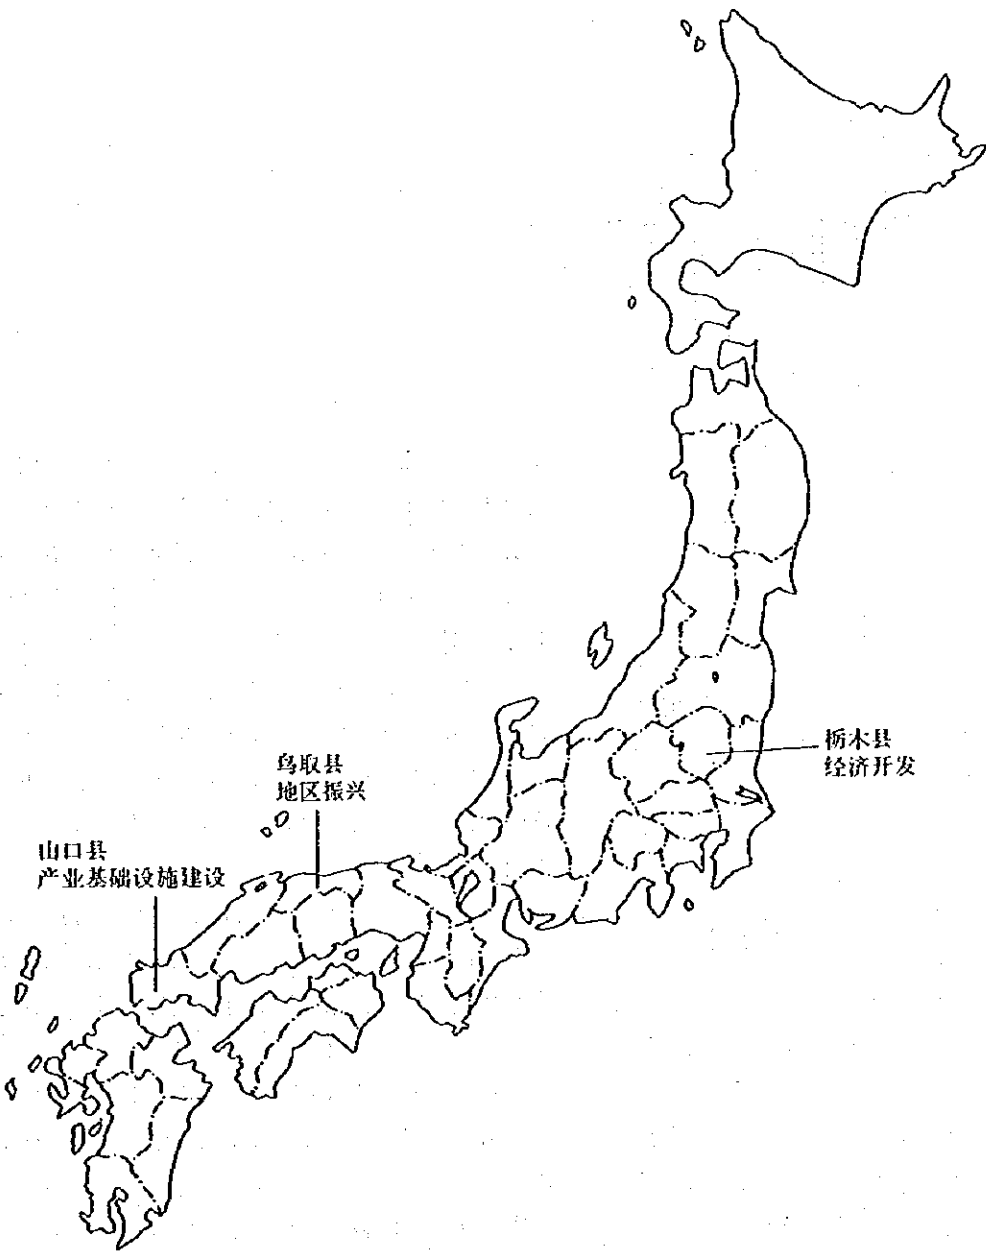 栃木县
经济开发
鸟取县
地区振兴
山口县
产业基础设施建设